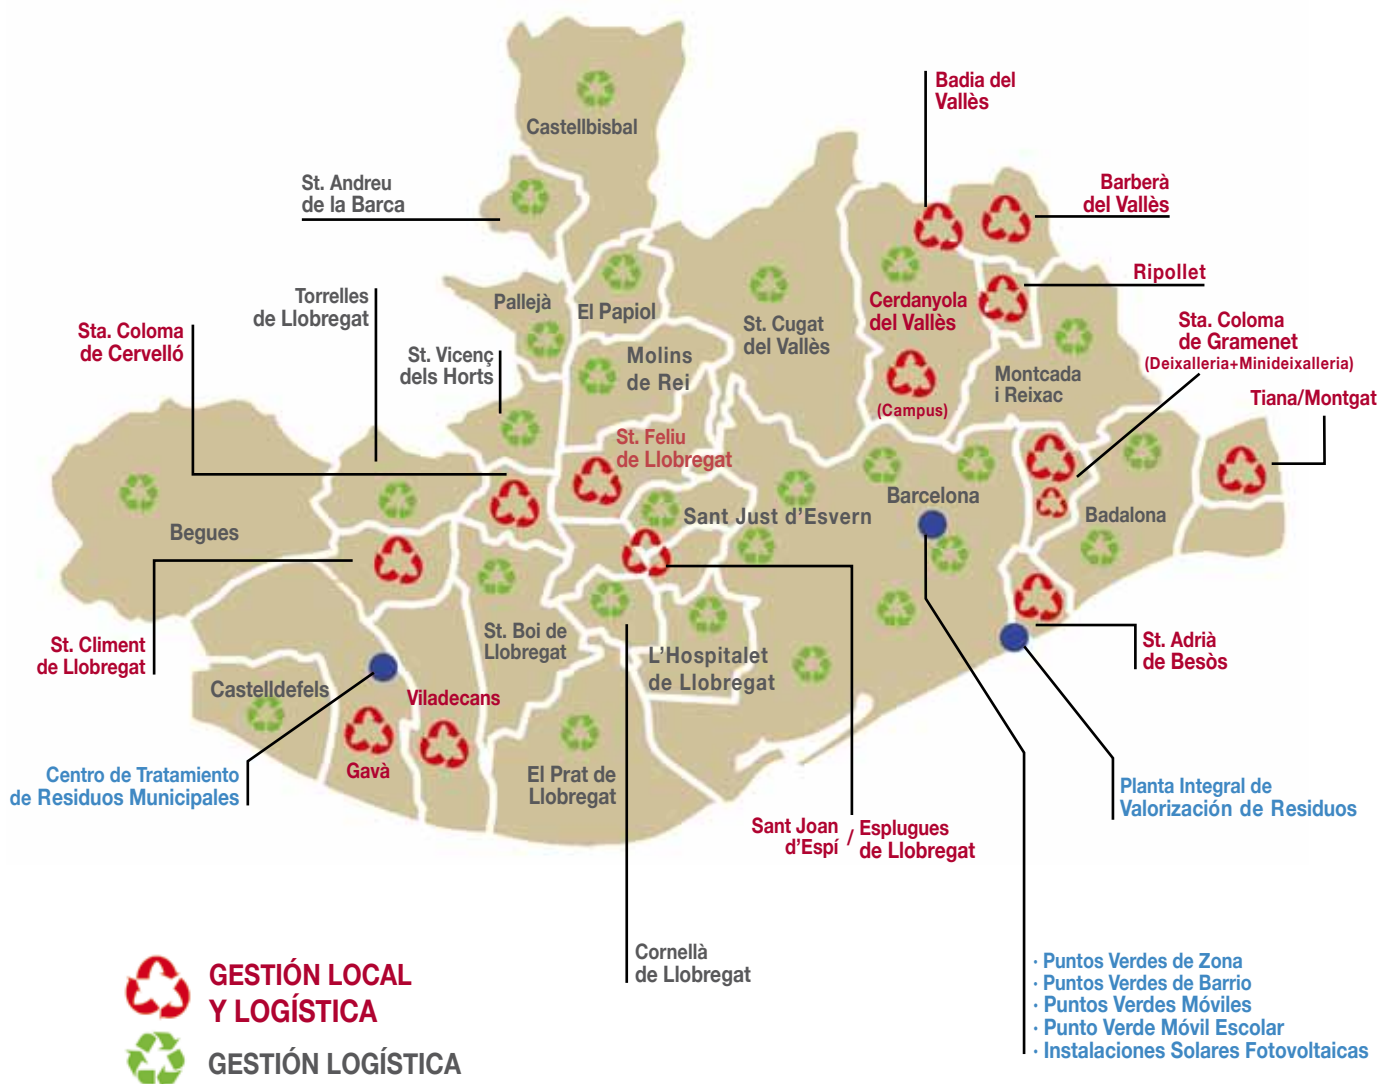 Badia del
Vallès
Castellbisbal
St. Andreu
de la Barca
Barberà
del Vallès
Ripollet
Torrelles
de Llobregat
Pallejà
El Papiol
Cerdanyola
del Vallès
Sta. Coloma
de Cervelló
St. Cugat
del Vallès
Sta. Coloma
de Gramenet
(Deixalleria+Minideixalleria)
St. Vicenç
dels Horts
Molins
de Rei
Montcada
i Reixac
(Campus)
Tiana/Montgat
St. Feliu
de Llobregat
Barcelona
Sant Just d'Esvern
Badalona
Begues
St. Climent
de Llobregat
St. Boi de
Llobregat
L'Hospitalet
de Llobregat
St. Adrià
de Besòs
Castelldefels
Viladecans
Gavà
El Prat de
Llobregat
Centro de Tratamiento
de Residuos Municipales
Planta Integral de
Valorización de Residuos
Sant Joan
d'Espí
/
Esplugues
de Llobregat
Cornellà
de Llobregat
· Puntos Verdes de Zona
· Puntos Verdes de Barrio
· Puntos Verdes Móviles
· Punto Verde Móvil Escolar
· Instalaciones Solares Fotovoltaicas
GESTIÓN LOCAL
Y LOGÍSTICA
GESTIÓN LOGÍSTICA